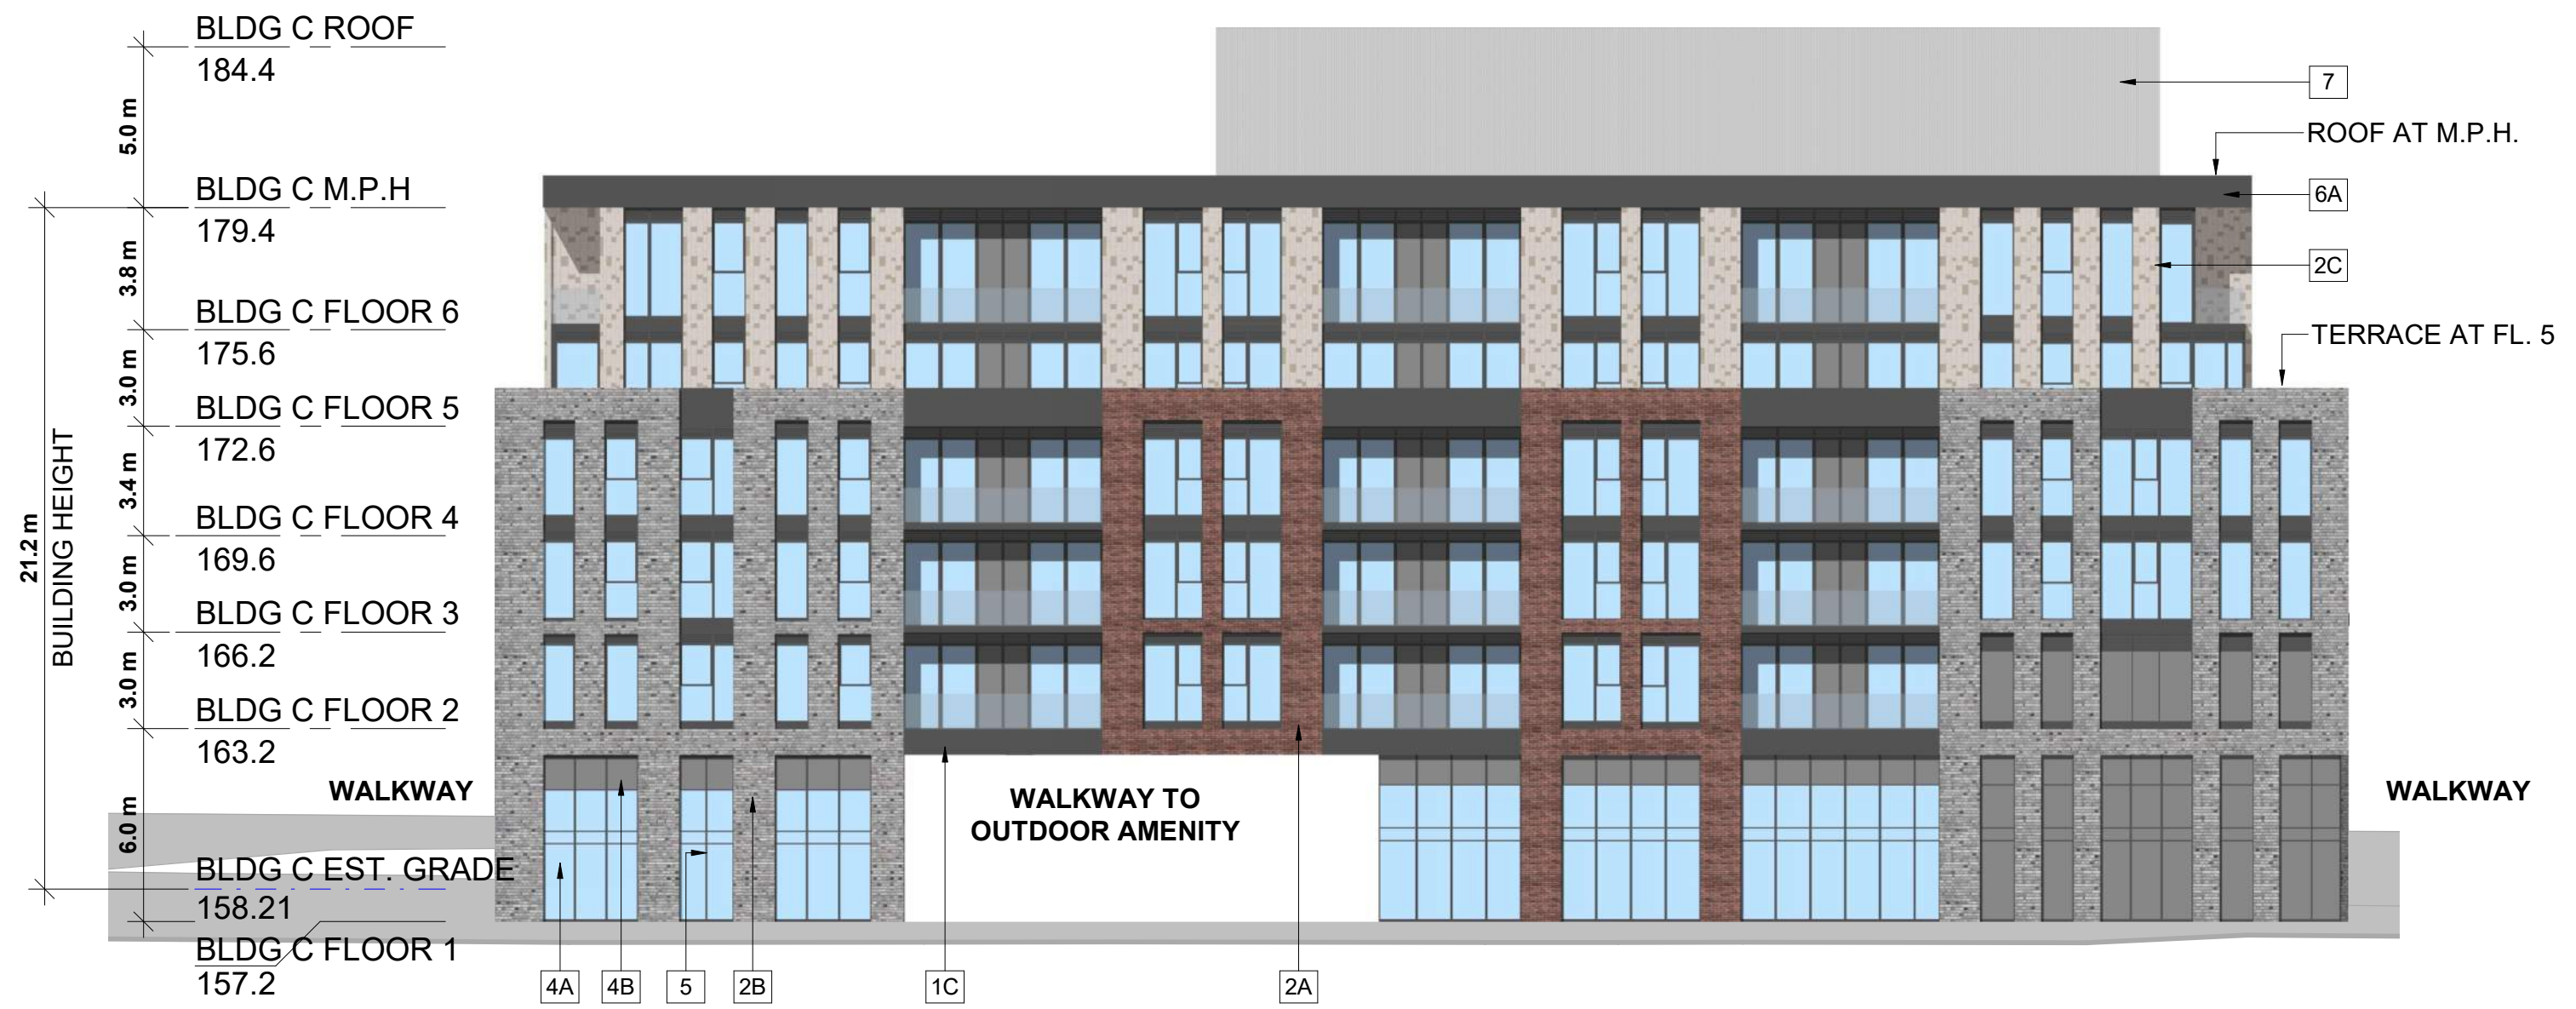 BLDG C ROOF
184.4
5.0 m
BLDG C M.P.H
179.4
3.8 m
BLDG C FLOOR 6
175.6
3.0 m
BLDG C FLOOR 5
172.6
3.4 m
BLDG C FLOOR 4
169.6
3.0 m
BLDG C FLOOR 3
166.2
3.0 m
BLDG C FLOOR 2
163.2
6.0 m
BLDG C EST. GRADE
158.21
BLDG C FLOOR 1
157.2
21.2 m
BUILDING HEIGHT
WALKWAY
WALKWAY TO
OUTDOOR AMENITY
WALKWAY
7
ROOF AT M.P.H.
6A
2C
TERRACE AT FL. 5
4A
4B
5
2B
1C
2A